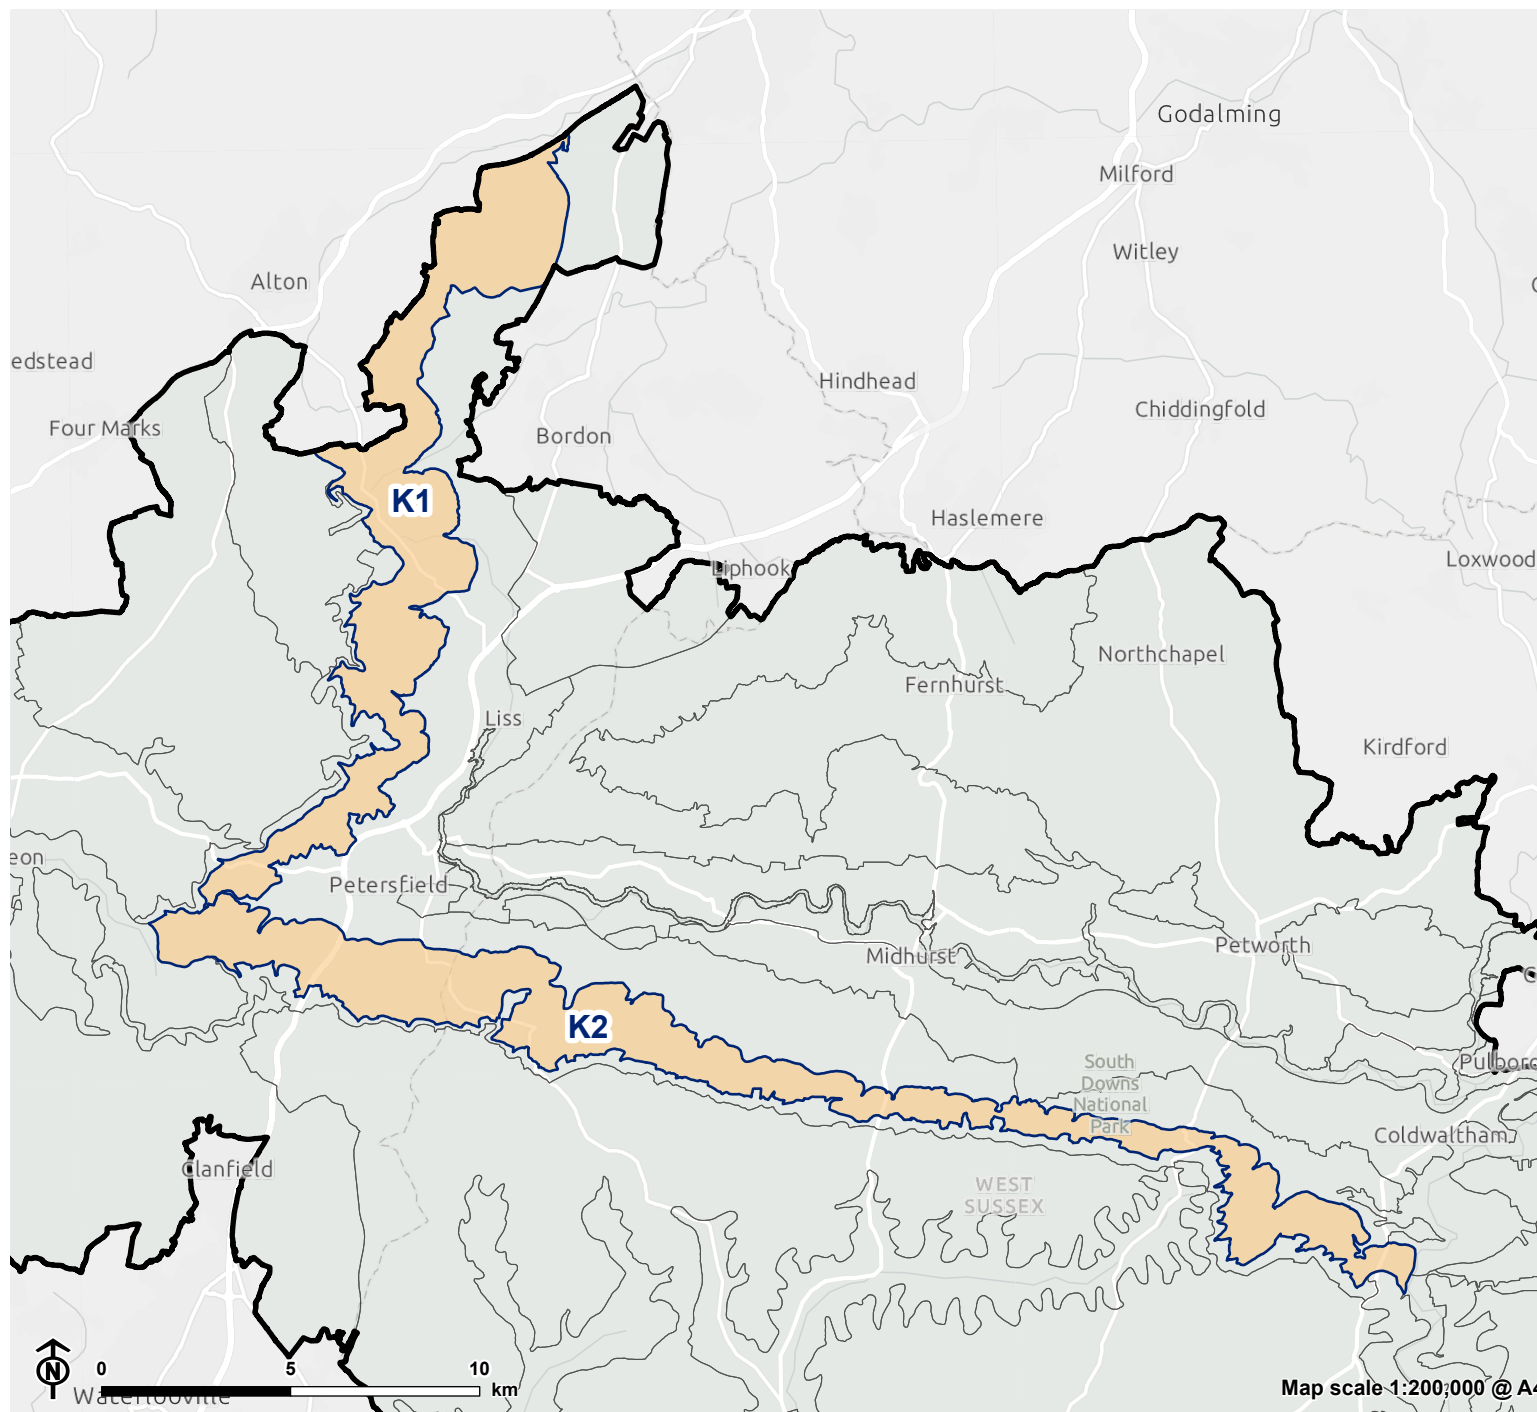 Godalming
Milford
Witley
Alton
edstead
Hindhead
Chiddingfold
Four Marks
Bordon
K1
Haslemere
Loxwood
Liphook
Northchapel
Fernhurst
Liss
Kirdford
eon
Petersfield
Petworth
Midhurst
K2
South
Downs
National
Park
Pulboro
Coldwaltham
Clanfield
WEST
SUSSEX
N
0 5 10
km
Waterlooville
Map scale 1:200,000 @ A4